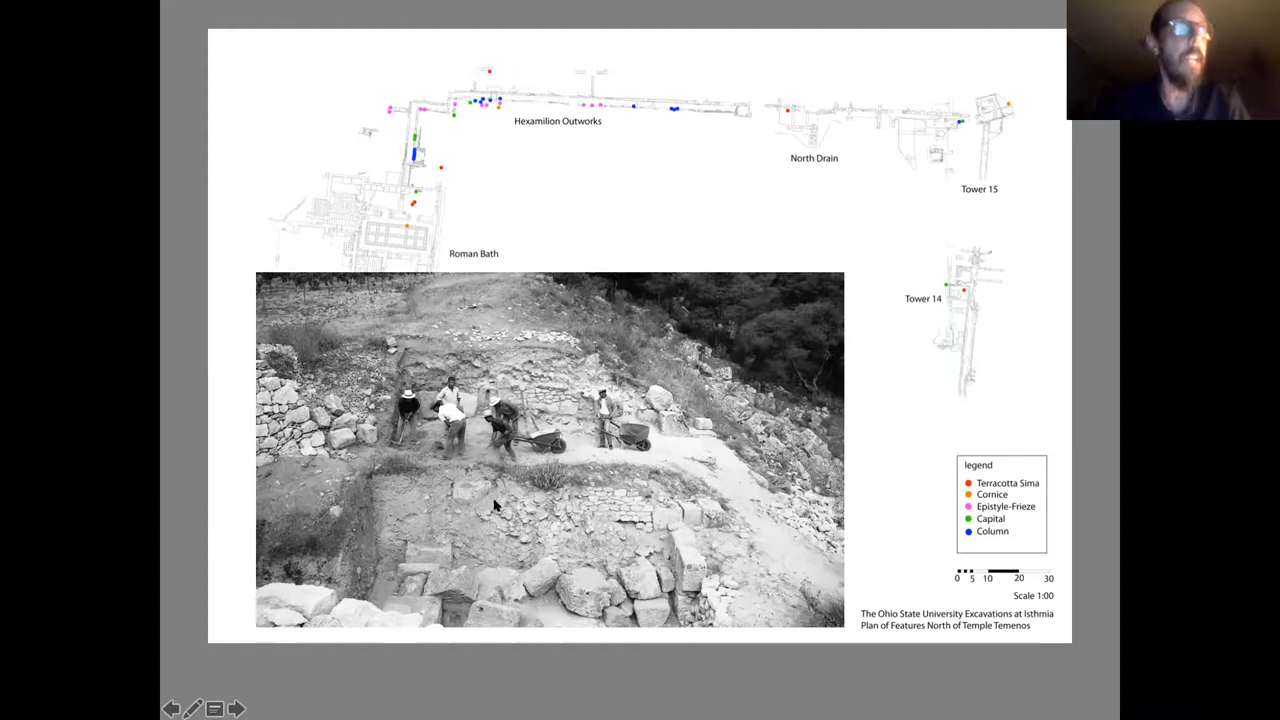 Hexamilion Outworks
North Drain
Tower 15
Roman Bath
Tower 14
legend
Terracotta Sima
Cornice
Epistyle-Frieze
Capital
Column
0 5 10 20 30
Scale 1:00
The Ohio State University Excavations at Isthmia
Plan of Features North of Temple Temenos